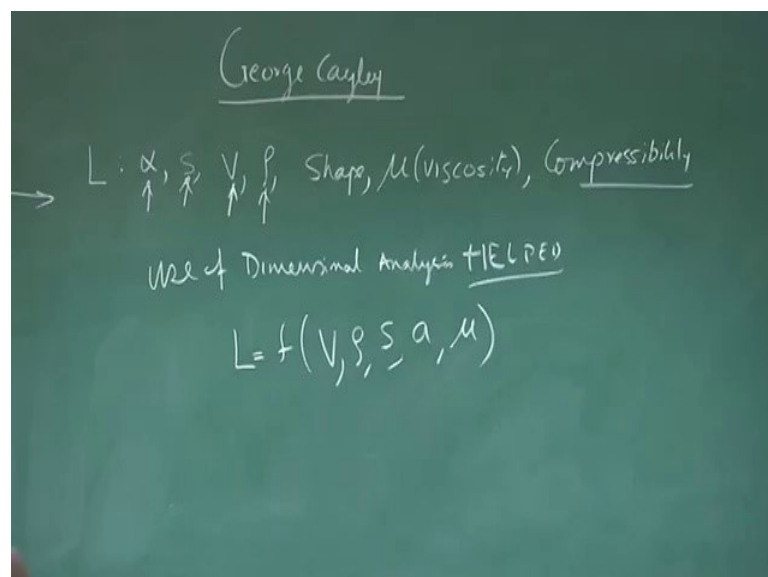 George Cayley
L : α, S, V, ρ, Shape, μ(viscosity), Compressibility
use of Dimensional Analysis HELPED
L = f(V, ρ, S, a, μ)